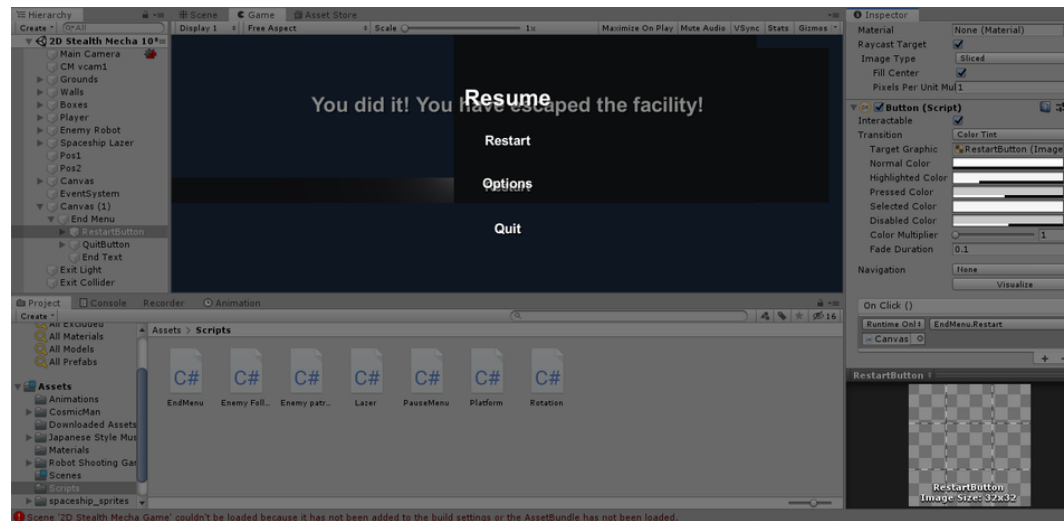 Hierarchy
Create
All
2D Stealth Mecha 10*
Main Camera
CM vcam1
Grounds
Walls
Boxes
Player
Enemy Robot
Spaceship Lazer
Pos1
Pos2
Canvas
EventSystem
Canvas (1)
End Menu
RestartButton
QuitButton
End Text
Exit Light
Exit Collider
Scene
Game
Asset Store
Display 1
Free Aspect
Scale
1x
Maximize On Play
Mute Audio
VSync
Stats
Gizmos
You did it! You have escaped the facility!
Resume
Restart
Options
Quit
Inspector
Material
None (Material)
Raycast Target
Image Type
Sliced
Fill Center
Pixels Per Unit Mul
1
Button (Script)
Interactable
Transition
Color Tint
Target Graphic
RestartButton (Image
Normal Color
Highlighted Color
Pressed Color
Selected Color
Disabled Color
Color Multiplier
1
Fade Duration
0.1
Navigation
None
Visualize
On Click ()
Runtime Onl
EndMenu.Restart
Canvas
RestartButton
RestartButton
Image Size: 32x32
Project
Console
Recorder
Animation
Create
16
All Excluded
All Materials
All Models
All Prefabs
Assets
Animations
CosmicMan
Downloaded Assets
Japanese Style Mus
Materials
Robot Shooting Gar
Scenes
Scripts
spaceship_sprites
Assets > Scripts
C# C# C# C# C# C# C#
EndMenu
Enemy Foll...
Enemy patr...
Lazer
PauseMenu
Platform
Rotation
Scene '2D Stealth Mecha Game' couldn't be loaded because it has not been added to the build settings or the AssetBundle has not been loaded.